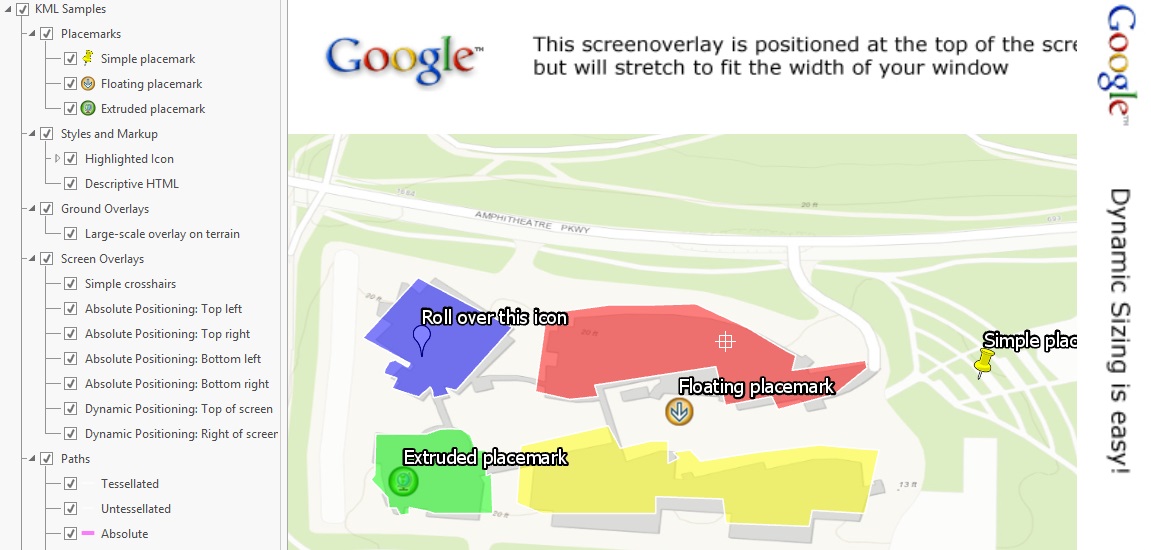 KML Samples
Placemarks
Simple placemark
Floating placemark
Extruded placemark
Styles and Markup
Highlighted Icon
Descriptive HTML
Ground Overlays
Large-scale overlay on terrain
Screen Overlays
Simple crosshairs
Absolute Positioning: Top left
Absolute Positioning: Top right
Absolute Positioning: Bottom left
Absolute Positioning: Bottom right
Dynamic Positioning: Top of screen
Dynamic Positioning: Right of screen
Paths
Tessellated
Untessellated
Absolute
Google™
This screenoverlay is positioned at the top of the scre
but will stretch to fit the width of your window
20 ft
AMPHITHEATRE PKWY
20 ft
Roll over this icon
20 ft
Simple plac
Floating placemark
Extruded placemark
13 ft
20 ft
Google™
Dynamic Sizing is easy!